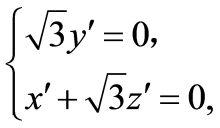 √3y′ = 0,
x′ + √3z′ = 0,